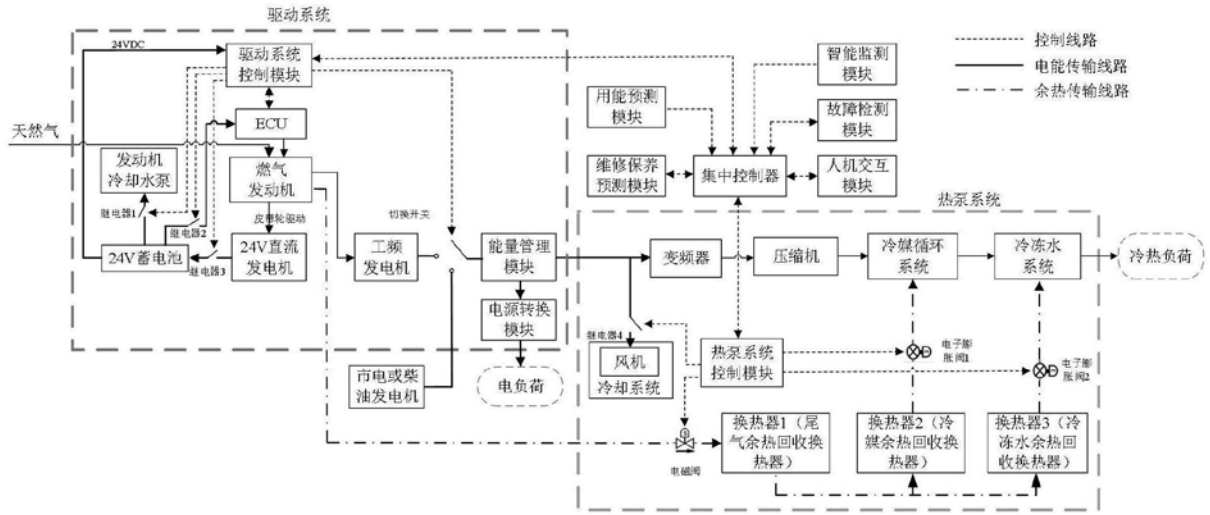 驱动系统
24VDC
驱动系统
控制模块
ECU
天然气
燃气
发动机
发动机
冷却水泵
继电器1
继电器2
继电器3
皮带轮驱动
24V蓄电池
24V直流
发电机
工频
发电机
切换开关
能量管理
模块
电源转换
模块
电负荷
市电或柴
油发电机
智能监测
模块
用能预测
模块
故障检测
模块
维修保养
预测模块
集中控制器
人机交互
模块
控制线路
电能传输线路
余热传输线路
热泵系统
变频器
压缩机
冷媒循环
系统
冷冻水
系统
冷热负荷
继电器4
风机
冷却系统
热泵系统
控制模块
电子膨
胀阀1
电子膨
胀阀2
电磁阀
换热器1（尾
气余热回收换
热器）
换热器2（冷
媒余热回收换
热器）
换热器3（冷
冻水余热回
收换热器）